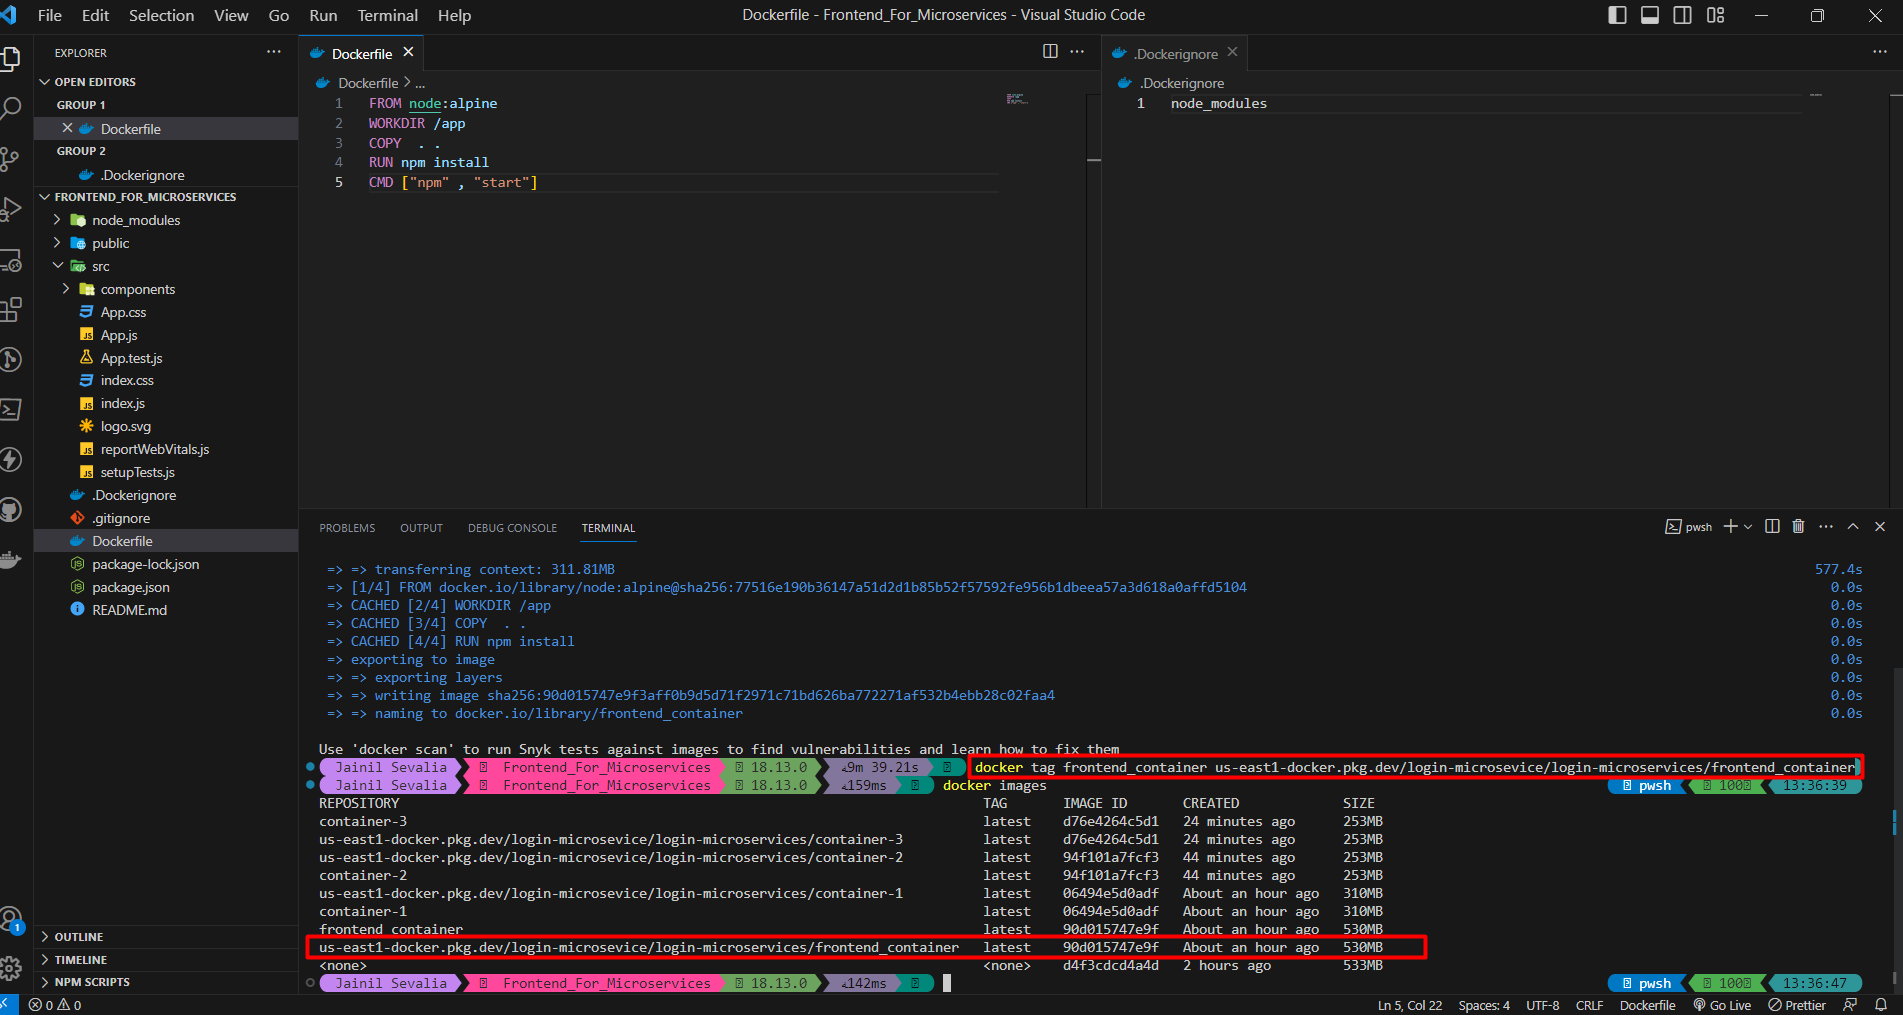 File Edit Selection View Go Run Terminal Help
Dockerfile - Frontend_For_Microservices - Visual Studio Code
EXPLORER
OPEN EDITORS
GROUP 1
Dockerfile
GROUP 2
.Dockerignore
FRONTEND_FOR_MICROSERVICES
node_modules
public
src
components
App.css
App.js
App.test.js
index.css
index.js
logo.svg
reportWebVitals.js
setupTests.js
.Dockerignore
.gitignore
Dockerfile
package-lock.json
package.json
README.md
OUTLINE
TIMELINE
NPM SCRIPTS
Dockerfile
Dockerfile > ...
1 FROM node:alpine
2 WORKDIR /app
3 COPY  . .
4 RUN npm install
5 CMD ["npm" , "start"]
.Dockerignore
.Dockerignore
1 node_modules
PROBLEMS OUTPUT DEBUG CONSOLE TERMINAL
pwsh
=> => transferring context: 311.81MB 577.4s
=> [1/4] FROM docker.io/library/node:alpine@sha256:77516e190b36147a51d2d1b85b52f57592fe956b1dbeea57a3d618a0affd5104 0.0s
=> CACHED [2/4] WORKDIR /app 0.0s
=> CACHED [3/4] COPY  . . 0.0s
=> CACHED [4/4] RUN npm install 0.0s
=> exporting to image 0.0s
=> => exporting layers 0.0s
=> => writing image sha256:90d015747e9f3aff0b9d5d71f2971c71bd626ba772271af532b4ebb28c02faa4 0.0s
=> => naming to docker.io/library/frontend_container 0.0s
Use 'docker scan' to run Snyk tests against images to find vulnerabilities and learn how to fix them
Jainil Sevalia Frontend_For_Microservices 18.13.0 9m 39.21s docker tag frontend_container us-east1-docker.pkg.dev/login-microsevice/login-microservices/frontend_container
Jainil Sevalia Frontend_For_Microservices 18.13.0 159ms docker images pwsh 100 13:36:39
REPOSITORY TAG IMAGE ID CREATED SIZE
container-3 latest d76e4264c5d1 24 minutes ago 253MB
us-east1-docker.pkg.dev/login-microsevice/login-microservices/container-3 latest d76e4264c5d1 24 minutes ago 253MB
us-east1-docker.pkg.dev/login-microsevice/login-microservices/container-2 latest 94f101a7fcf3 44 minutes ago 253MB
container-2 latest 94f101a7fcf3 44 minutes ago 253MB
us-east1-docker.pkg.dev/login-microsevice/login-microservices/container-1 latest 06494e5d0adf About an hour ago 310MB
container-1 latest 06494e5d0adf About an hour ago 310MB
frontend_container latest 90d015747e9f About an hour ago 530MB
us-east1-docker.pkg.dev/login-microsevice/login-microservices/frontend_container latest 90d015747e9f About an hour ago 530MB
<none> <none> d4f3cdcd4a4d 2 hours ago 533MB
Jainil Sevalia Frontend_For_Microservices 18.13.0 142ms pwsh 100 13:36:47
1
0 0
Ln 5, Col 22 Spaces: 4 UTF-8 CRLF Dockerfile Go Live Prettier